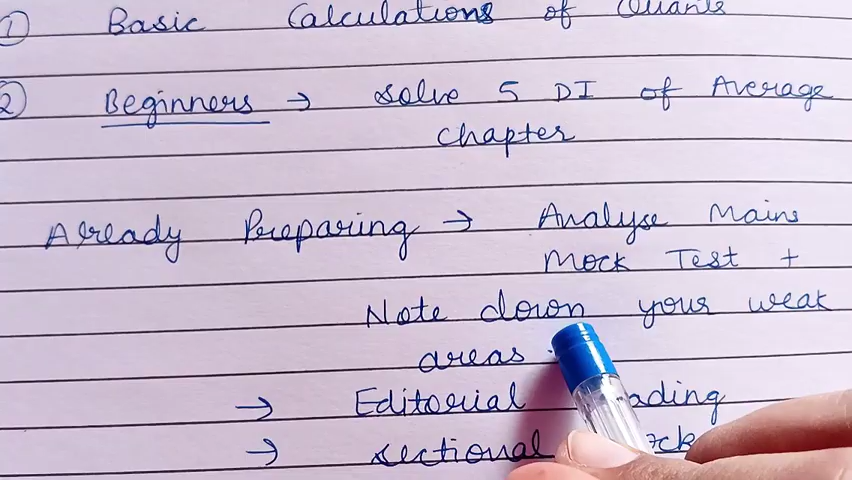 ① Basic Calculations of Quants
② Beginners → Solve 5 DI of Average
Chapter
Already Preparing → Analyse Mains
Mock Test +
Note down your weak
areas
→ Editorial
→ Sectional